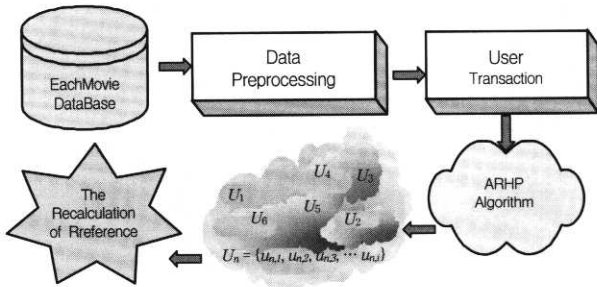 EachMovie
DataBase
Data
Preprocessing
User
Transaction
ARHP
Algorithm
U₁
U₄
U₃
U₆
U₅
U₂
Uₙ = {uₙ,₁, uₙ,₂, uₙ,₃, ⋯ uₙ,ᵢ}
The
Recalculation
of Rreference